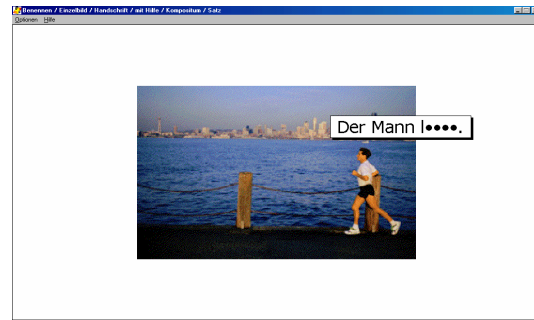 Benennen / Einzelbild / Handschrift / mit Hilfe / Kompositum / Satz
Optionen Hilfe
Der Mann l●●●●.